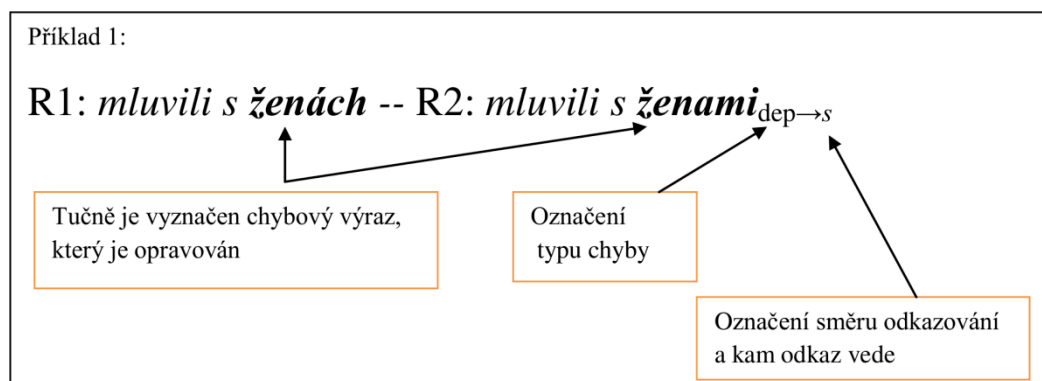 Příklad 1:
R1: mluvili s ženách -- R2: mluvili s ženami dep→s
Tučně je vyznačen chybový výraz,
který je opravován
Označení
typu chyby
Označení směru odkazování
a kam odkaz vede